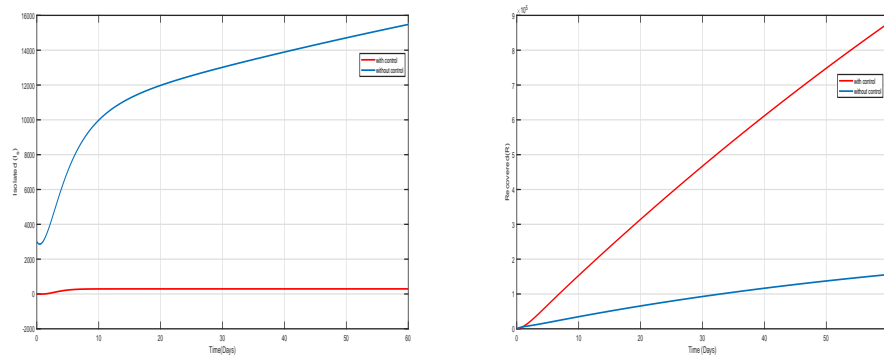 16000
14000
12000
10000
8000
6000
4000
2000
0
-2000
0 10 20 30 40 50 60
Time(Days)
Isolated (Is)
with control
without control
×10^5
9
8
7
6
5
4
3
2
1
0
0 10 20 30 40 50
Time (Days)
Recovered(R)
with control
without control